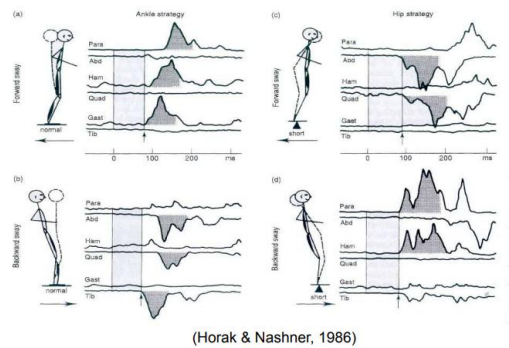 (a)
Ankle strategy
Para
Abd
Ham
Quad
Gast
Tib
Forward sway
normal
0 100 200 ms
(b)
Para
Abd
Ham
Quad
Gast
Tib
Backward sway
normal
(c)
Hip strategy
Para
Abd
Ham
Quad
Gast
Tib
Forward sway
short
0 100 200 ms
(d)
Para
Abd
Ham
Quad
Gast
Tib
Backward sway
short
(Horak & Nashner, 1986)